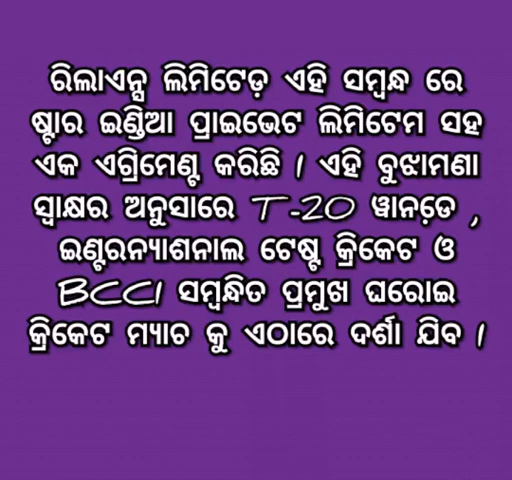 ରିଲାଏନ୍ସ ଲିମିଟେଡ଼ ଏହି ସମ୍ବନ୍ଧ ରେ
ଷ୍ଟାର ଇଣ୍ଡିଆ ପ୍ରାଇଭେଟ ଲିମିଟେମ ସହ
ଏକ ଏଗ୍ରିମେଣ୍ଟ କରିଛି । ଏହି ବୁଝାମଣା
ସ୍ୱାକ୍ଷର ଅନୁସାରେ T-20 ୱାନଡ଼େ ,
ଇଣ୍ଟରନ୍ୟାଶନାଲ ଟେଷ୍ଟ କ୍ରିକେଟ ଓ
BCCI ସମ୍ବନ୍ଧିତ ପ୍ରମୁଖ ଘରୋଇ
କ୍ରିକେଟ ମ୍ୟାଚ କୁ ଏଠାରେ ଦର୍ଶା ଯିବ ।